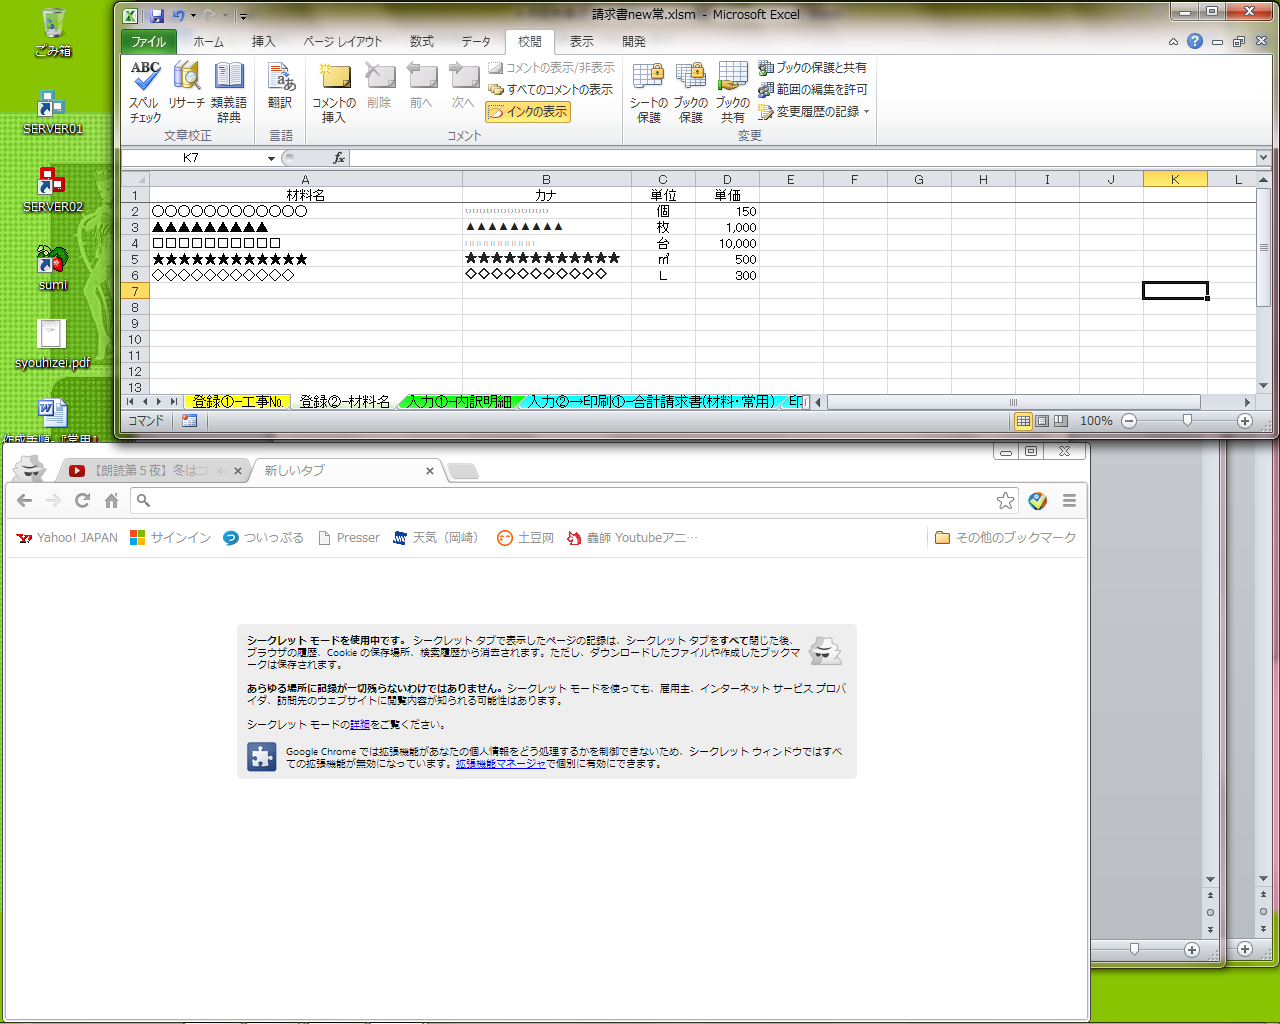 ごみ箱
SERVER01
SERVER02
sumi
syouhizei.pdf
請求書new常.xlsm - Microsoft Excel
ファイル ホーム 挿入 ページ レイアウト 数式 データ 校閲 表示 開発
ABC スペル チェック リサーチ 類義語 辞典 文章校正
翻訳 言語
コメントの 挿入 削除 前へ 次へ コメントの表示/非表示 すべてのコメントの表示 インクの表示 コメント
シートの 保護 ブックの 保護 ブックの 共有 ブックの保護と共有 範囲の編集を許可 変更履歴の記録 変更
K7 fx
A B C D E F G H I J K L
1 材料名 カナ 単位 単価
2 ○○○○○○○○○○○○ 個 150
3 ▲▲▲▲▲▲▲▲▲ ▲▲▲▲▲▲▲▲▲ 枚 1,000
4 □□□□□□□□□□ 台 10,000
5 ★★★★★★★★★★★★ ★★★★★★★★★★★★ ㎡ 500
6 ◇◇◇◇◇◇◇◇◇◇◇ ◇◇◇◇◇◇◇◇◇◇◇ L 300
7
8
9
10
11
12
13
登録①-工事№ 登録②-材料名 入力①-内訳明細 入力②→印刷①-合計請求書(材料・常用)
コマンド 100%
【朗読第５夜】冬はコ 新しいタブ
Yahoo! JAPAN サインイン ついっぷる Presser 天気（岡崎） 土豆网 蟲師 Youtubeアニ… その他のブックマーク
シークレット モードを使用中です。 シークレット タブで表示したページの記録は、シークレット タブをすべて閉じた後、
ブラウザの履歴、Cookie の保存場所、検索履歴から消去されます。ただし、ダウンロードしたファイルや作成したブックマ
ークは保存されます。
あらゆる場所に記録が一切残らないわけではありません。シークレット モードを使っても、雇用主、インターネット サービス プロバ
イダ、訪問先のウェブサイトに閲覧内容が知られる可能性はあります。
シークレット モードの詳細をご覧ください。
Google Chrome では拡張機能があなたの個人情報をどう処理するかを制御できないため、シークレット ウィンドウではすべ
ての拡張機能が無効になっています。拡張機能マネージャで個別に有効にできます。